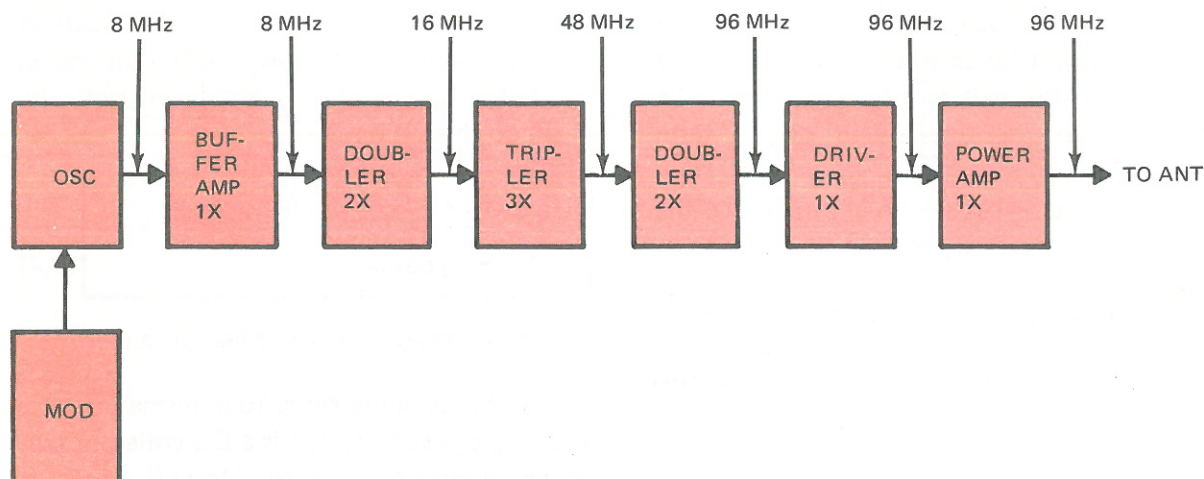 8 MHz 8 MHz 16 MHz 48 MHz 96 MHz 96 MHz 96 MHz
OSC
BUF-
FER
AMP
1X
DOUB-
LER
2X
TRIP-
LER
3X
DOUB-
LER
2X
DRIV-
ER
1X
POWER
AMP
1X
TO ANT
MOD